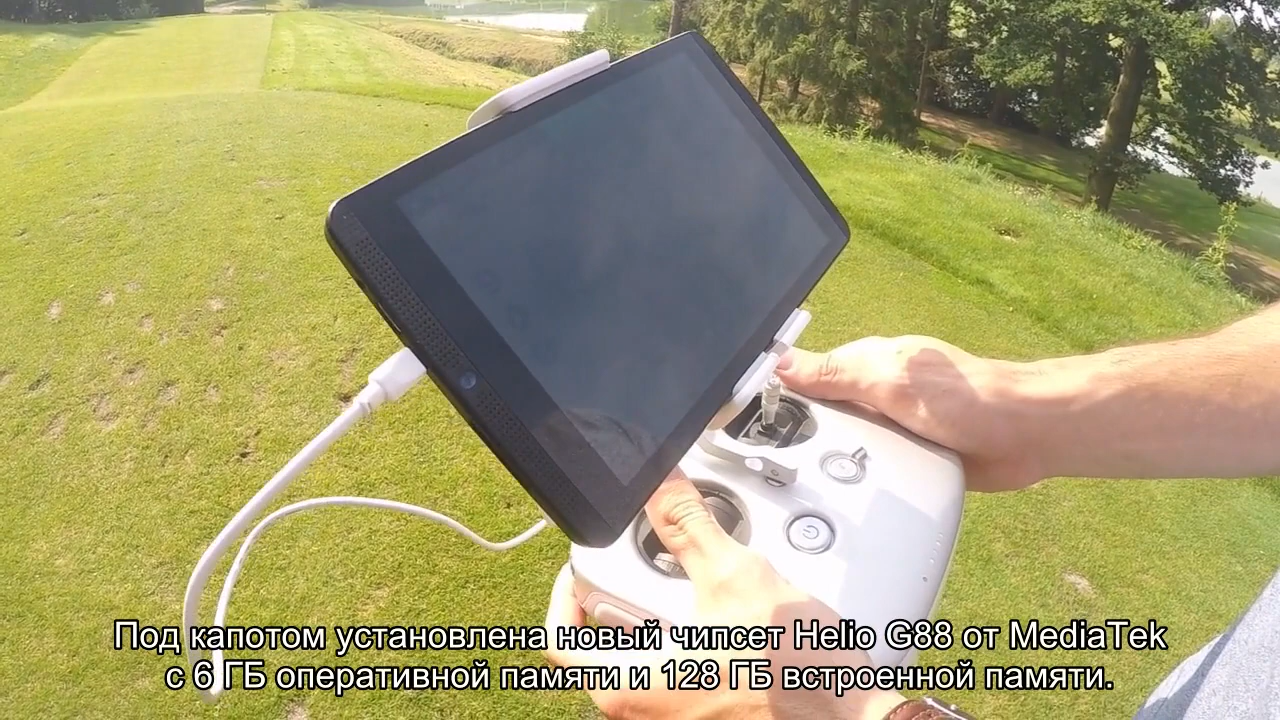 Под капотом установлена новый чипсет Helio G88 от MediaTek
с 6 ГБ оперативной памяти и 128 ГБ встроенной памяти.